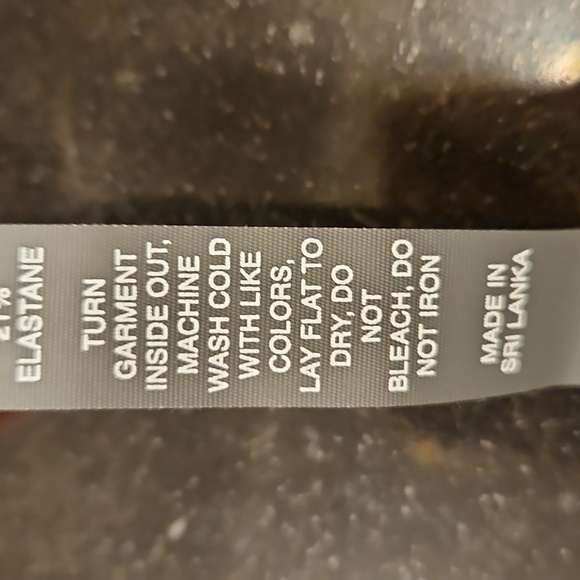 21%
ELASTANE
TURN
GARMENT
INSIDE OUT,
MACHINE
WASH COLD
WITH LIKE
COLORS,
LAY FLAT TO
DRY, DO
NOT
BLEACH, DO
NOT IRON
MADE IN
SRI LANKA